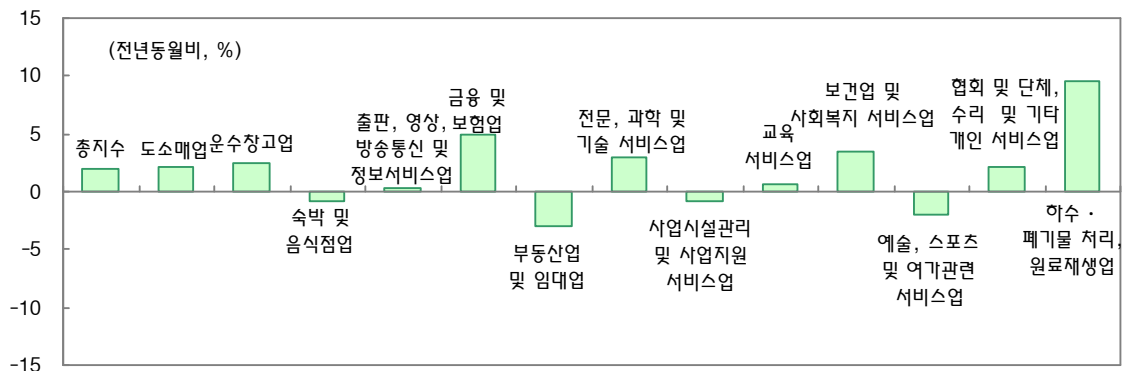 15
(전년동월비, %)
10
5
0
-5
-10
-15
총지수
도소매업
운수창고업
숙박 및
음식점업
출판, 영상,
방송통신 및
정보서비스업
금융 및
보험업
부동산업
및 임대업
전문, 과학 및
기술 서비스업
사업시설관리
및 사업지원
서비스업
교육
서비스업
보건업 및
사회복지 서비스업
예술, 스포츠
및 여가관련
서비스업
협회 및 단체,
수리 및 기타
개인 서비스업
하수 ·
폐기물 처리,
원료재생업